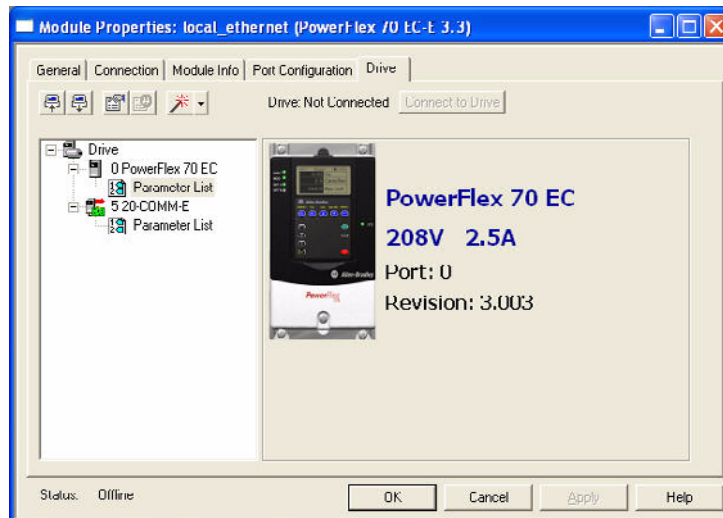 Module Properties: local_ethernet (PowerFlex 70 EC-E 3.3)
General Connection Module Info Port Configuration Drive
Drive: Not Connected Connect to Drive
Drive
0 PowerFlex 70 EC
Parameter List
5 20-COMM-E
Parameter List
PowerFlex 70 EC
208V 2.5A
Port: 0
Revision: 3.003
Allen-Bradley
PowerFlex
Status: Offline
OK Cancel Apply Help